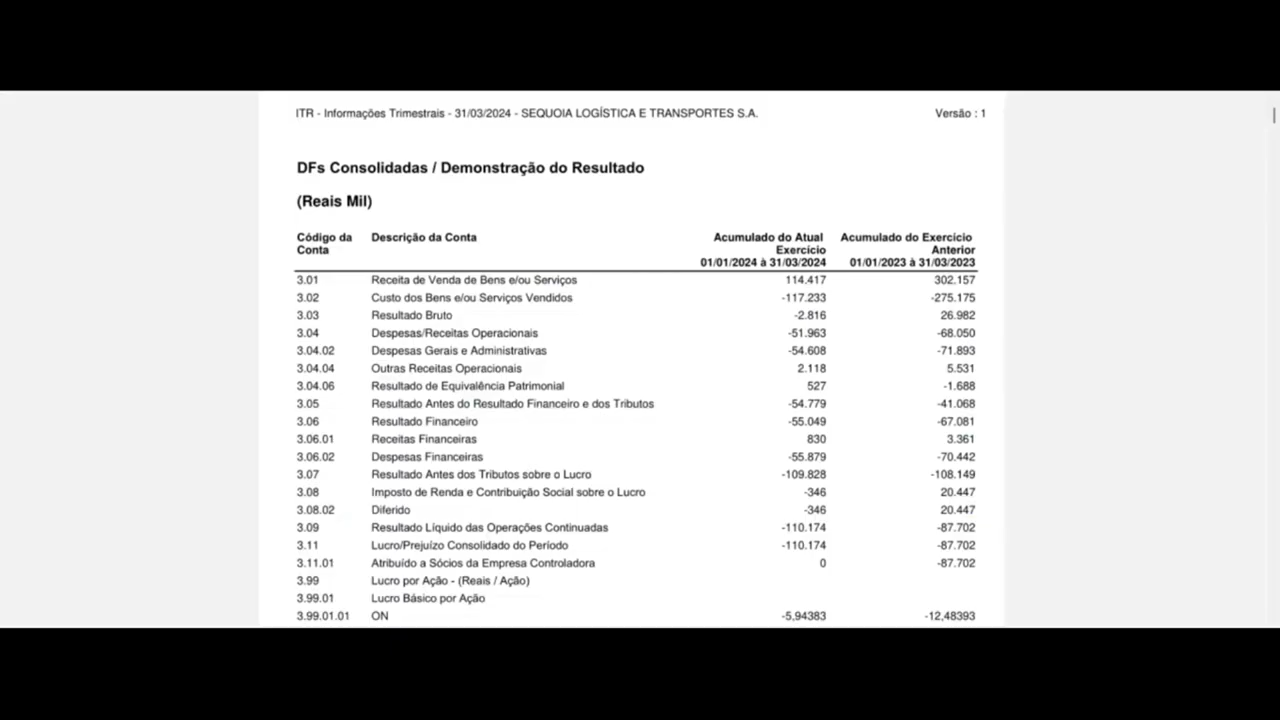 ITR - Informações Trimestrais - 31/03/2024 - SEQUOIA LOGÍSTICA E TRANSPORTES S.A. Versão : 1
DFs Consolidadas / Demonstração do Resultado
(Reais Mil)
Código da Conta Descrição da Conta Acumulado do Atual Exercício 01/01/2024 à 31/03/2024 Acumulado do Exercício Anterior 01/01/2023 à 31/03/2023
3.01 Receita de Venda de Bens e/ou Serviços 114.417 302.157
3.02 Custo dos Bens e/ou Serviços Vendidos -117.233 -275.175
3.03 Resultado Bruto -2.816 26.982
3.04 Despesas/Receitas Operacionais -51.963 -68.050
3.04.02 Despesas Gerais e Administrativas -54.608 -71.893
3.04.04 Outras Receitas Operacionais 2.118 5.531
3.04.06 Resultado de Equivalência Patrimonial 527 -1.688
3.05 Resultado Antes do Resultado Financeiro e dos Tributos -54.779 -41.068
3.06 Resultado Financeiro -55.049 -67.081
3.06.01 Receitas Financeiras 830 3.361
3.06.02 Despesas Financeiras -55.879 -70.442
3.07 Resultado Antes dos Tributos sobre o Lucro -109.828 -108.149
3.08 Imposto de Renda e Contribuição Social sobre o Lucro -346 20.447
3.08.02 Diferido -346 20.447
3.09 Resultado Líquido das Operações Continuadas -110.174 -87.702
3.11 Lucro/Prejuízo Consolidado do Período -110.174 -87.702
3.11.01 Atribuído a Sócios da Empresa Controladora 0 -87.702
3.99 Lucro por Ação - (Reais / Ação)
3.99.01 Lucro Básico por Ação
3.99.01.01 ON -5,94383 -12,48393